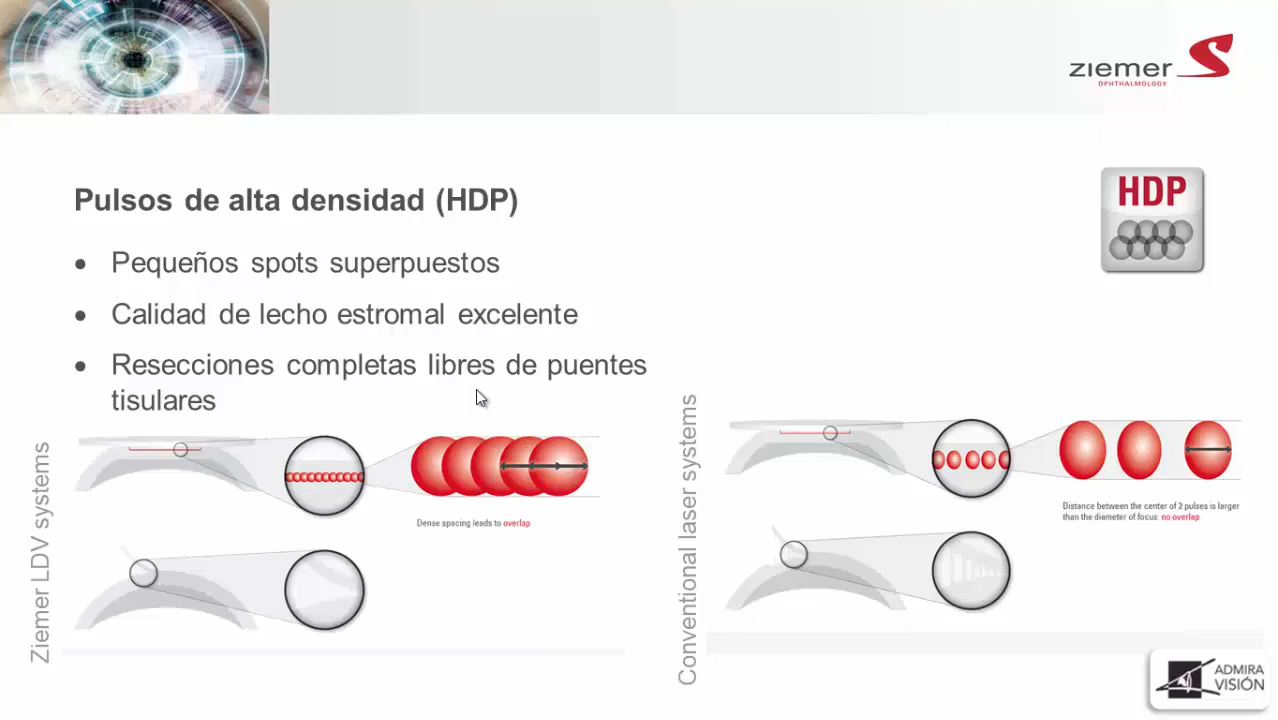 ziemer
OPHTHALMOLOGY
HDP
Pulsos de alta densidad (HDP)
• Pequeños spots superpuestos
• Calidad de lecho estromal excelente
• Resecciones completas libres de puentes
tisulares
Ziemer LDV systems
Dense spacing leads to overlap
Conventional laser systems
Distance between the center of 2 pulses is larger
than the diameter of focus: no overlap
ADMIRA
VISIÓN